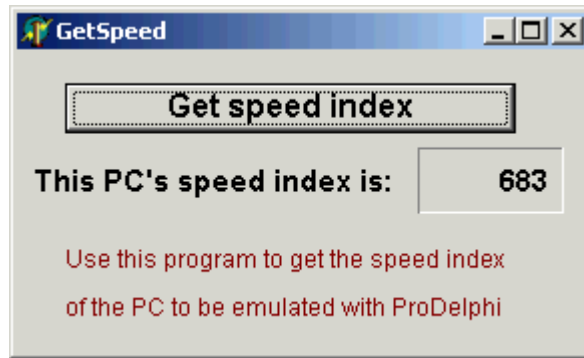 GetSpeed
Get speed index
This PC's speed index is: 683
Use this program to get the speed index
of the PC to be emulated with ProDelphi